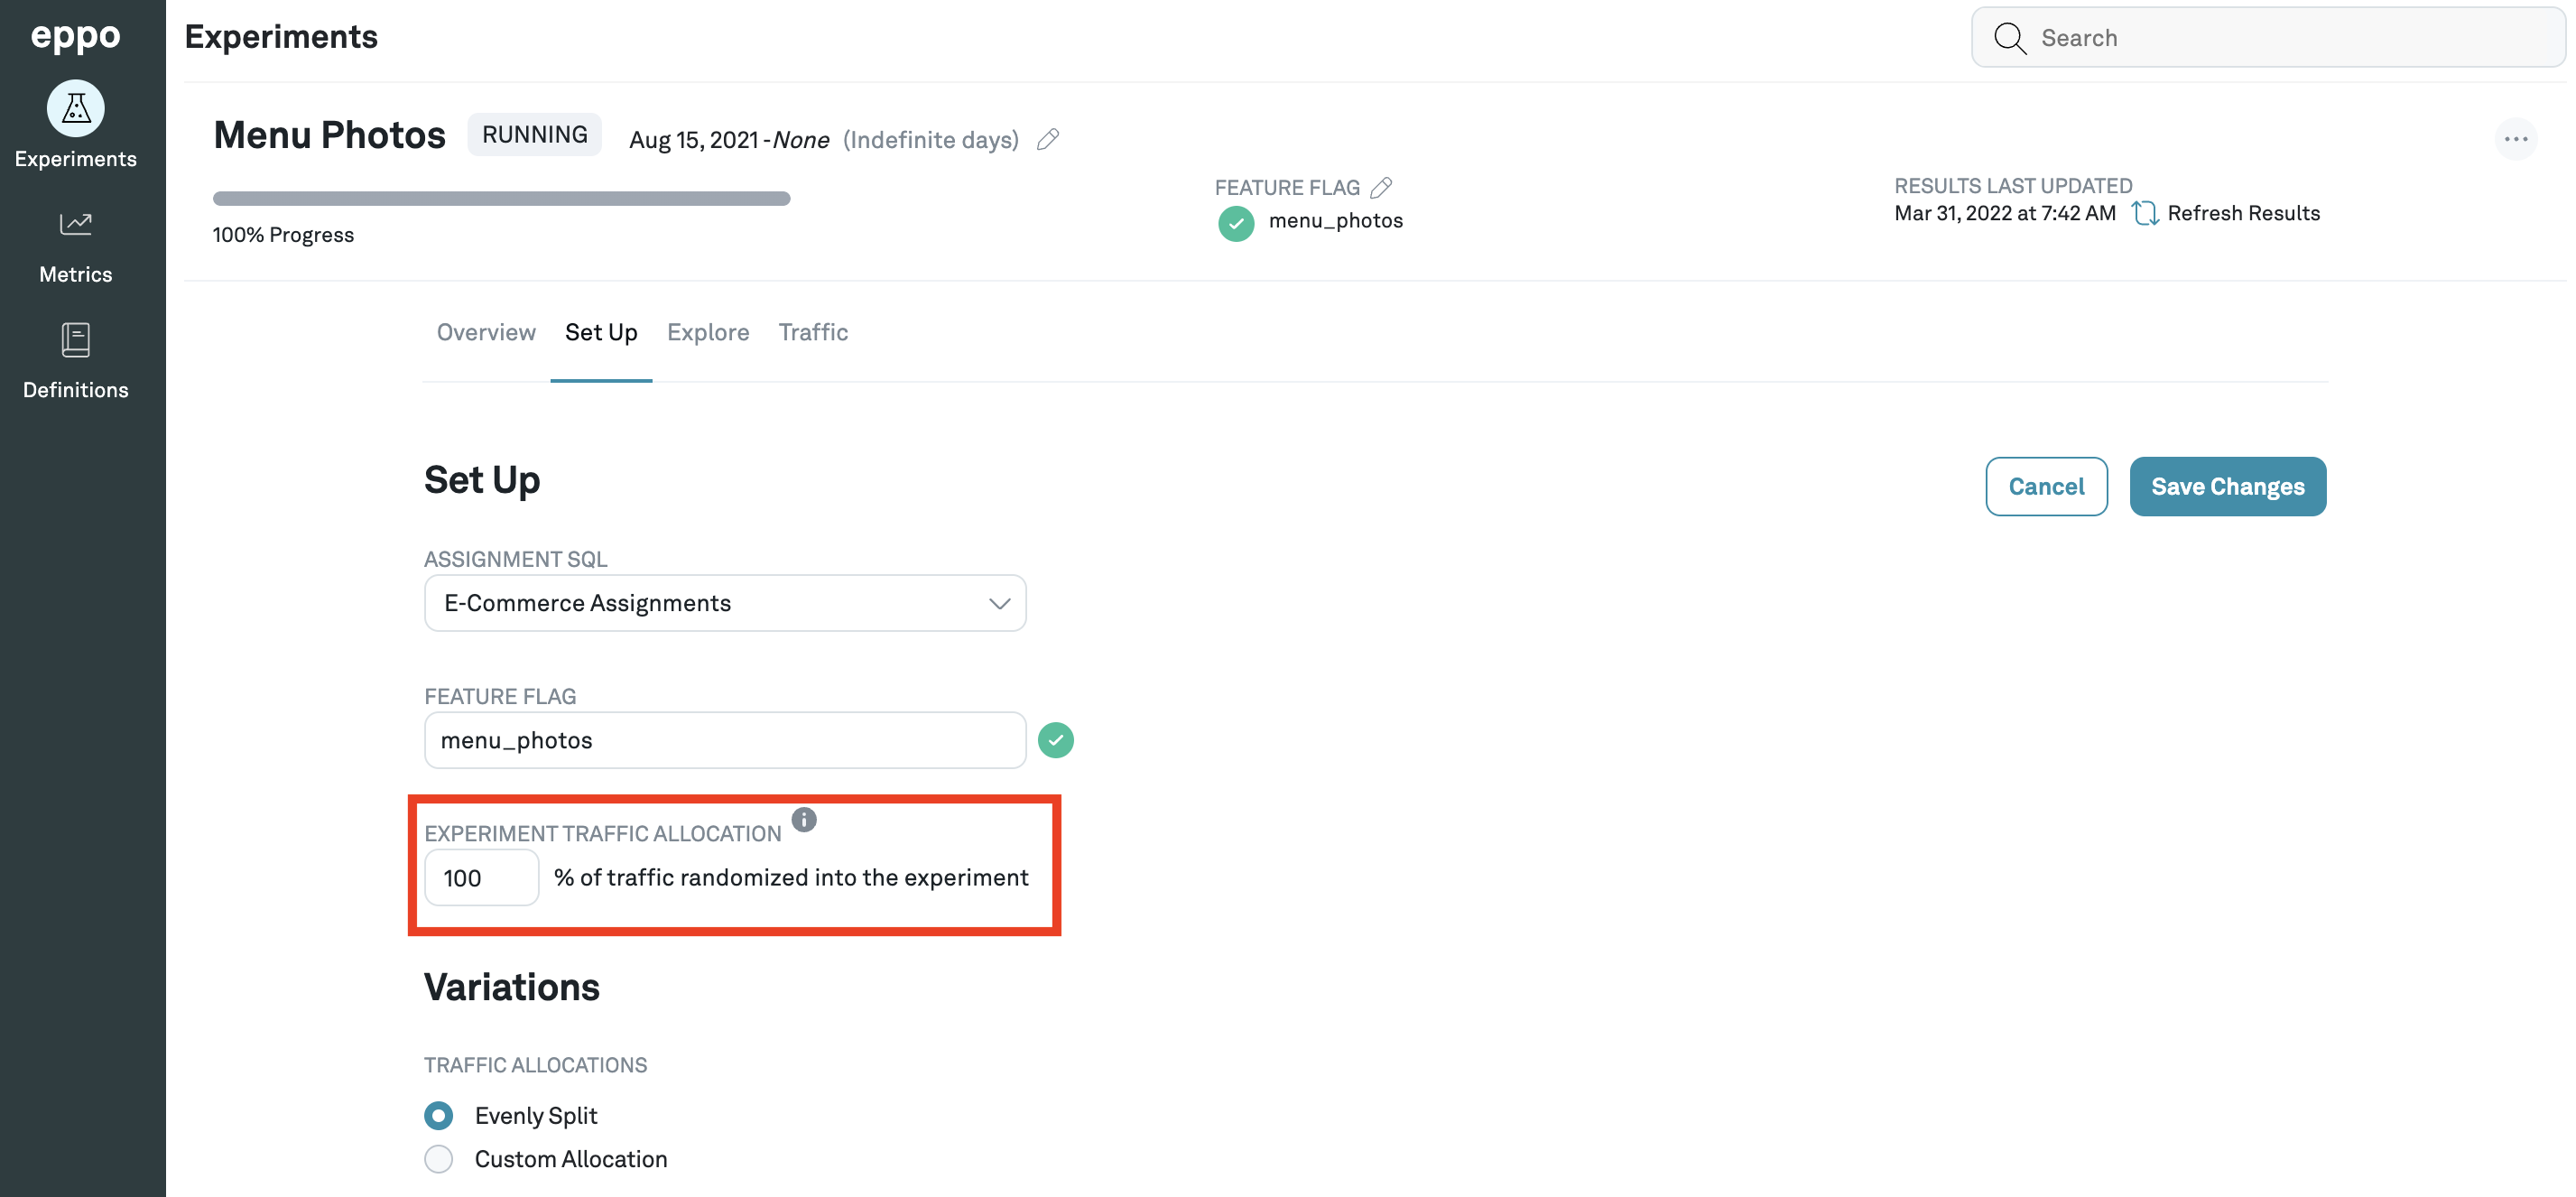 eppo
Experiments
Metrics
Definitions
Experiments
Search
Menu Photos RUNNING Aug 15, 2021 - None (Indefinite days)
100% Progress
FEATURE FLAG
menu_photos
RESULTS LAST UPDATED
Mar 31, 2022 at 7:42 AM Refresh Results
Overview Set Up Explore Traffic
Set Up
Cancel Save Changes
ASSIGNMENT SQL
E-Commerce Assignments
FEATURE FLAG
menu_photos
EXPERIMENT TRAFFIC ALLOCATION
100 % of traffic randomized into the experiment
Variations
TRAFFIC ALLOCATIONS
Evenly Split
Custom Allocation